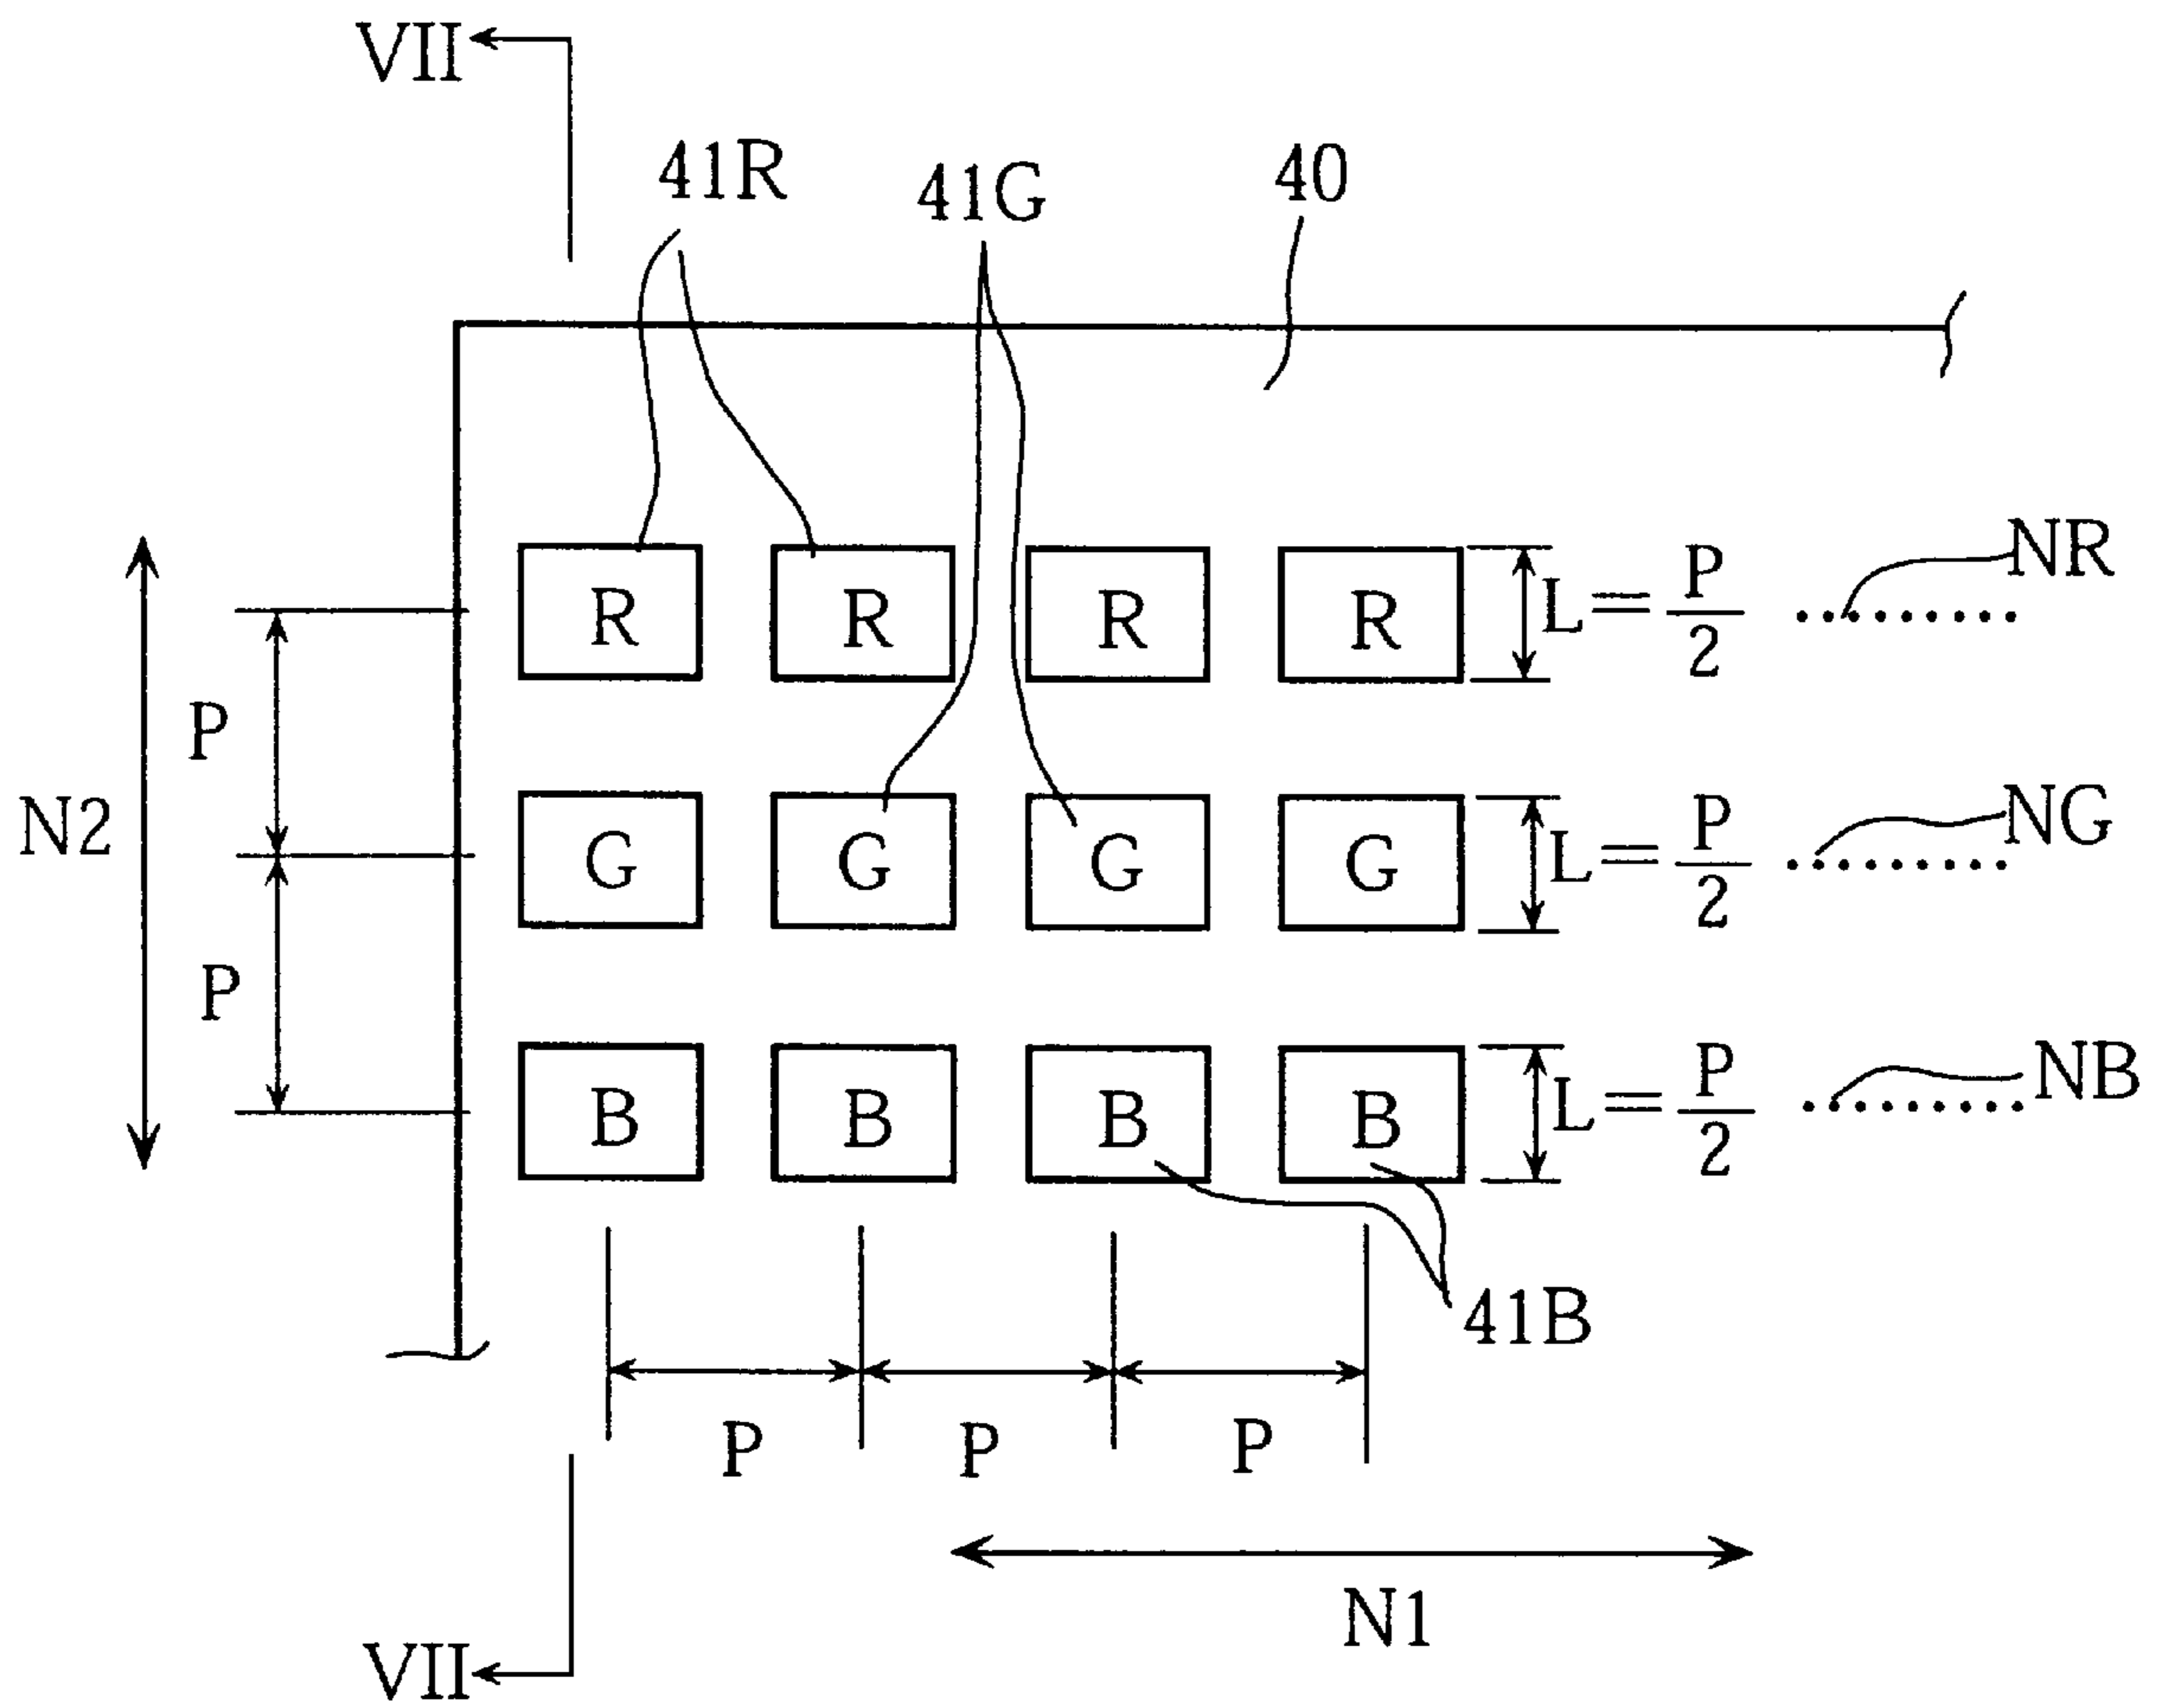 VII
41R 41G 40
R R R R L=P/2 NR
P
G G G G L=P/2 NG
N2
P
B B B B L=P/2 NB
41B
P P P
N1
VII